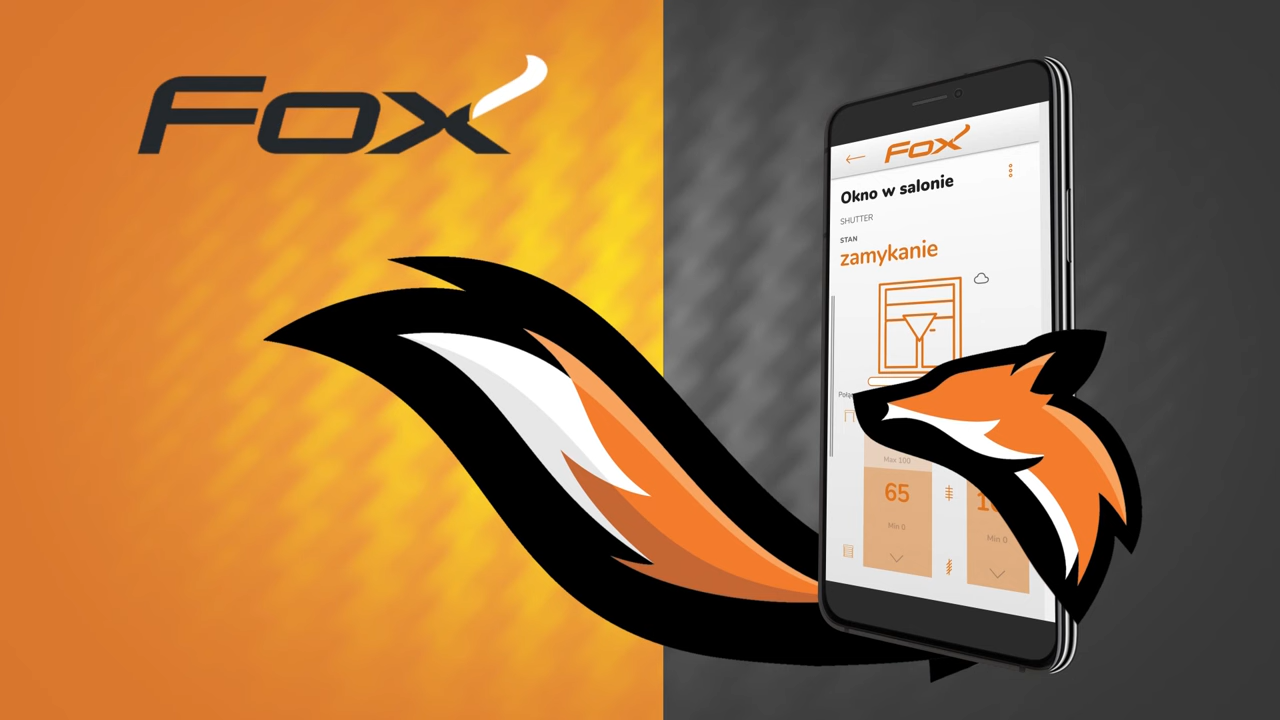 Fox
Fox
Okno w salonie
SHUTTER
STAN
zamykanie
Max 100
65
Min 0
Min 0